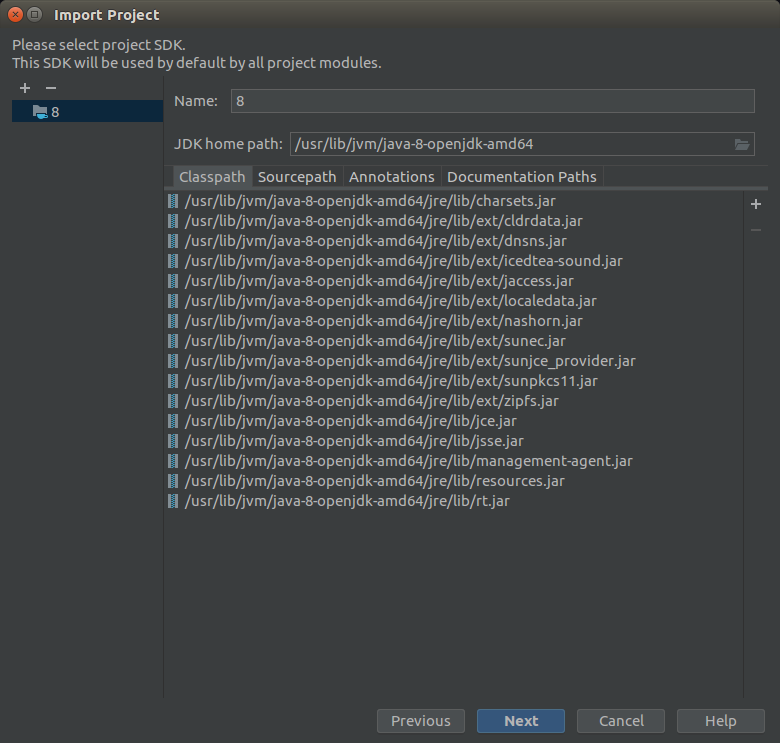 Import Project
Please select project SDK.
This SDK will be used by default by all project modules.
8
Name: 8
JDK home path: /usr/lib/jvm/java-8-openjdk-amd64
Classpath Sourcepath Annotations Documentation Paths
/usr/lib/jvm/java-8-openjdk-amd64/jre/lib/charsets.jar
/usr/lib/jvm/java-8-openjdk-amd64/jre/lib/ext/cldrdata.jar
/usr/lib/jvm/java-8-openjdk-amd64/jre/lib/ext/dnsns.jar
/usr/lib/jvm/java-8-openjdk-amd64/jre/lib/ext/icedtea-sound.jar
/usr/lib/jvm/java-8-openjdk-amd64/jre/lib/ext/jaccess.jar
/usr/lib/jvm/java-8-openjdk-amd64/jre/lib/ext/localedata.jar
/usr/lib/jvm/java-8-openjdk-amd64/jre/lib/ext/nashorn.jar
/usr/lib/jvm/java-8-openjdk-amd64/jre/lib/ext/sunec.jar
/usr/lib/jvm/java-8-openjdk-amd64/jre/lib/ext/sunjce_provider.jar
/usr/lib/jvm/java-8-openjdk-amd64/jre/lib/ext/sunpkcs11.jar
/usr/lib/jvm/java-8-openjdk-amd64/jre/lib/ext/zipfs.jar
/usr/lib/jvm/java-8-openjdk-amd64/jre/lib/jce.jar
/usr/lib/jvm/java-8-openjdk-amd64/jre/lib/jsse.jar
/usr/lib/jvm/java-8-openjdk-amd64/jre/lib/management-agent.jar
/usr/lib/jvm/java-8-openjdk-amd64/jre/lib/resources.jar
/usr/lib/jvm/java-8-openjdk-amd64/jre/lib/rt.jar
Previous Next Cancel Help